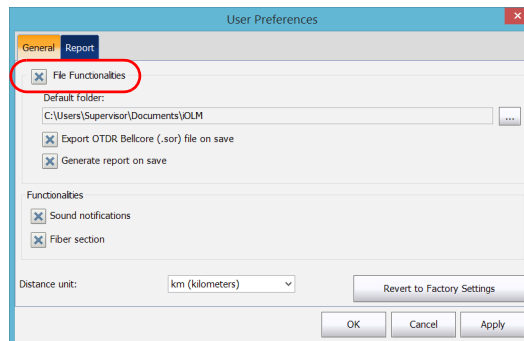 User Preferences
General Report
File Functionalities
Default folder:
C:\Users\Supervisor\Documents\iOLM
...
Export OTDR Bellcore (.sor) file on save
Generate report on save
Functionalities
Sound notifications
Fiber section
Distance unit: km (kilometers) Revert to Factory Settings
OK Cancel Apply